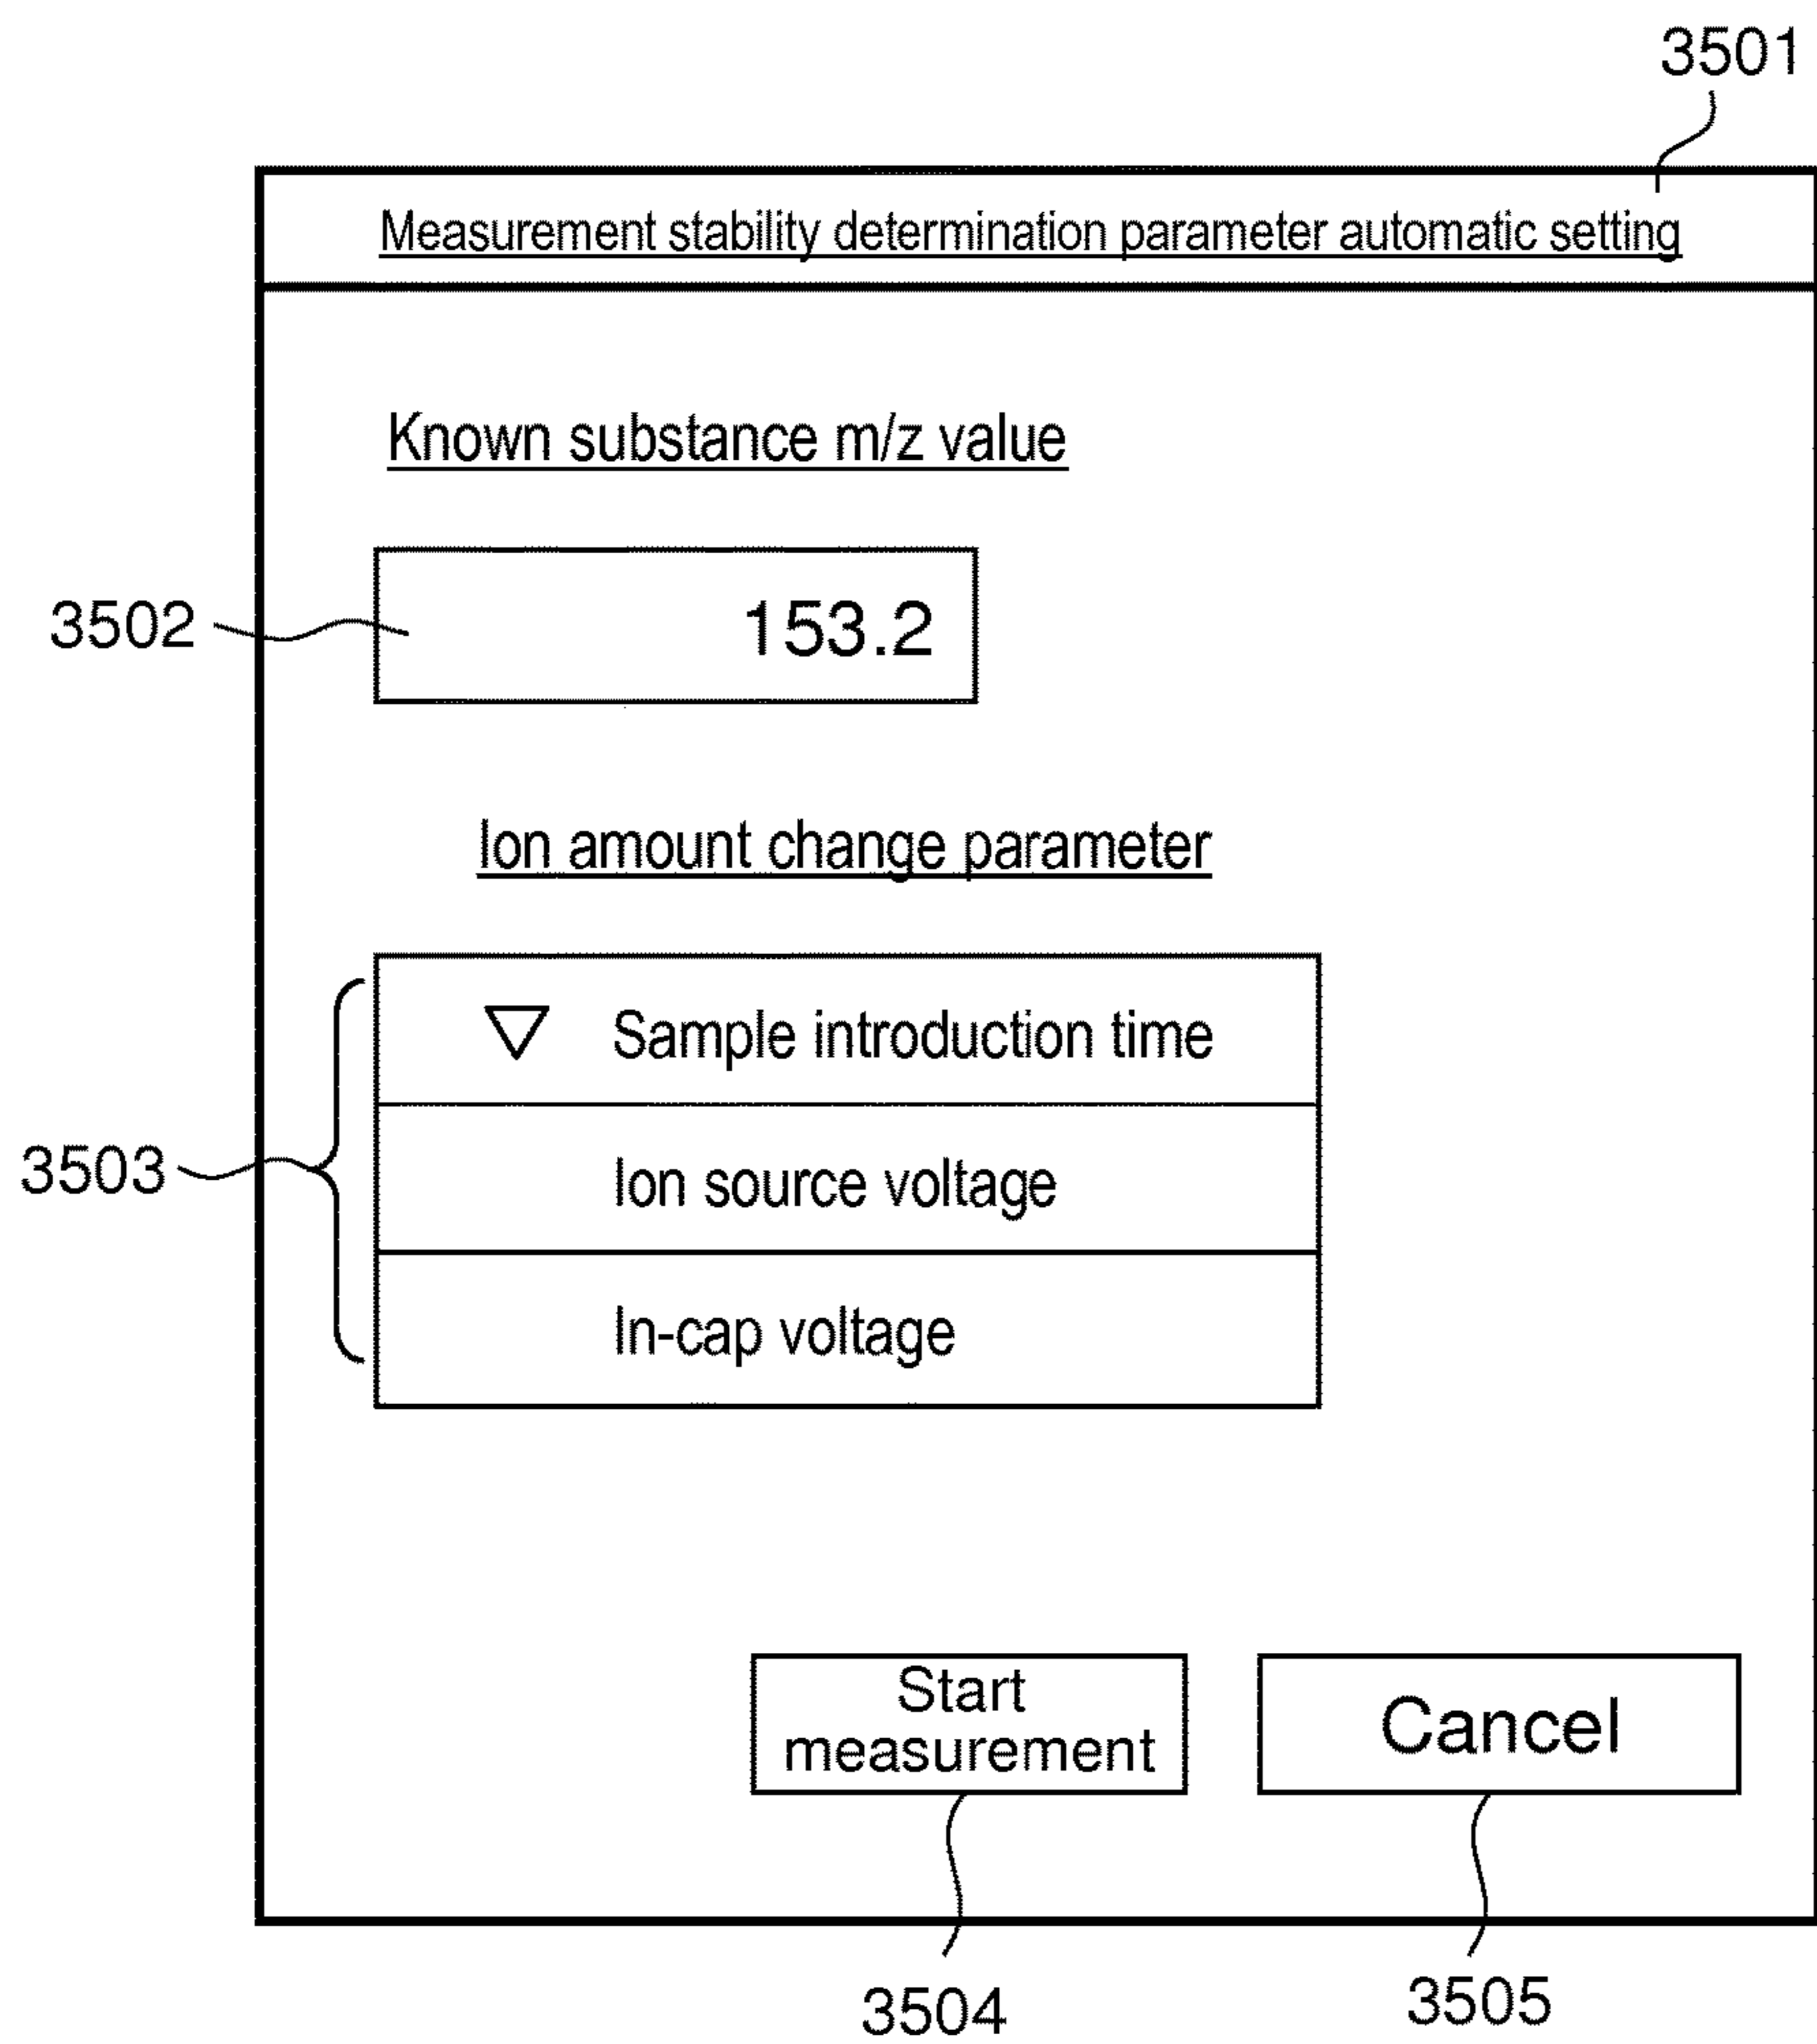 3501
Measurement stability determination parameter automatic setting
Known substance m/z value
3502
153.2
Ion amount change parameter
Sample introduction time
3503
Ion source voltage
In-cap voltage
Start
measurement
Cancel
3504
3505